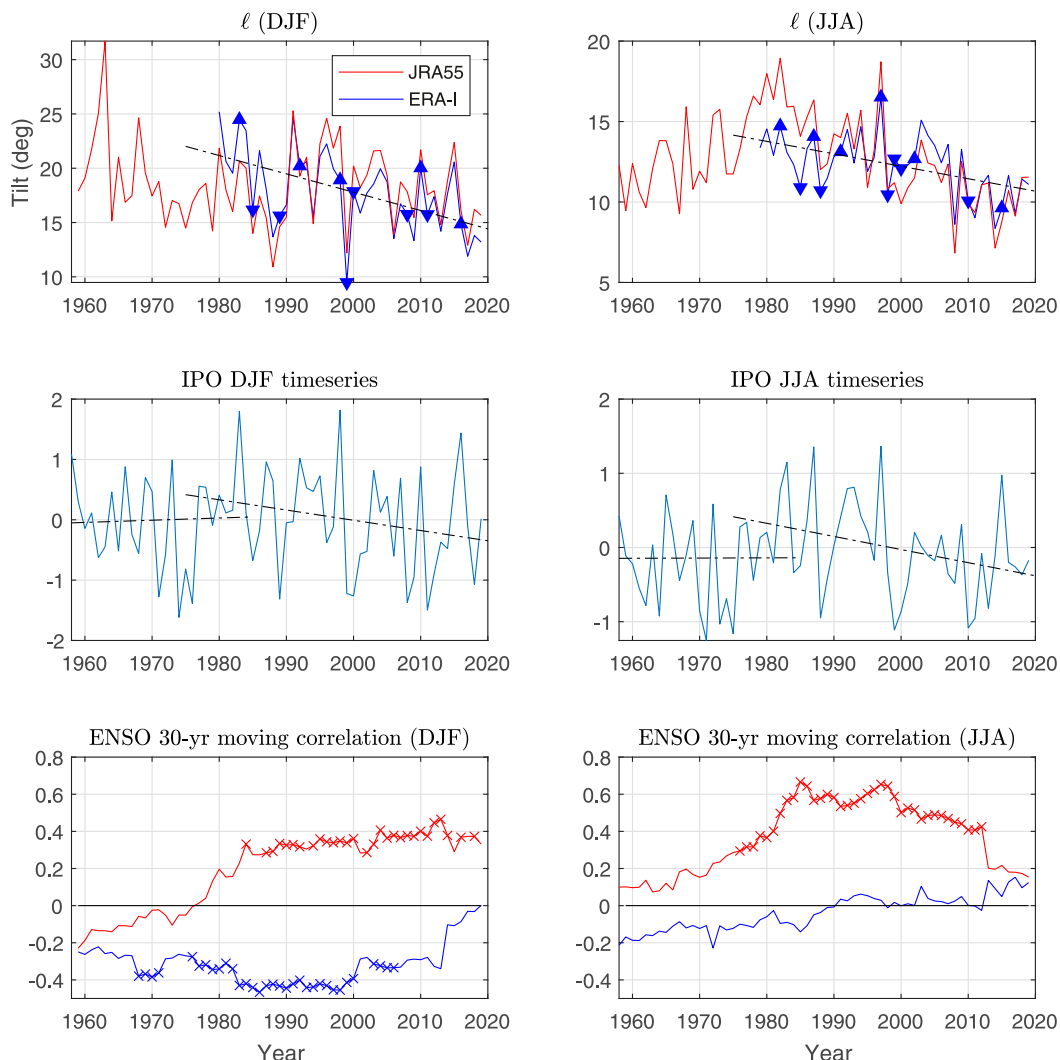 ℓ (DJF)
30
25
20
15
10
Tilt (deg)
JRA55
ERA-I
1960 1970 1980 1990 2000 2010 2020
ℓ (JJA)
20
15
10
5
1960 1970 1980 1990 2000 2010 2020
IPO DJF timeseries
2
1
0
-1
-2
1960 1970 1980 1990 2000 2010 2020
IPO JJA timeseries
2
1
0
-1
1960 1970 1980 1990 2000 2010 2020
ENSO 30-yr moving correlation (DJF)
0.8
0.6
0.4
0.2
0
-0.2
-0.4
1960 1970 1980 1990 2000 2010 2020
Year
ENSO 30-yr moving correlation (JJA)
0.8
0.6
0.4
0.2
0
-0.2
-0.4
1960 1970 1980 1990 2000 2010 2020
Year